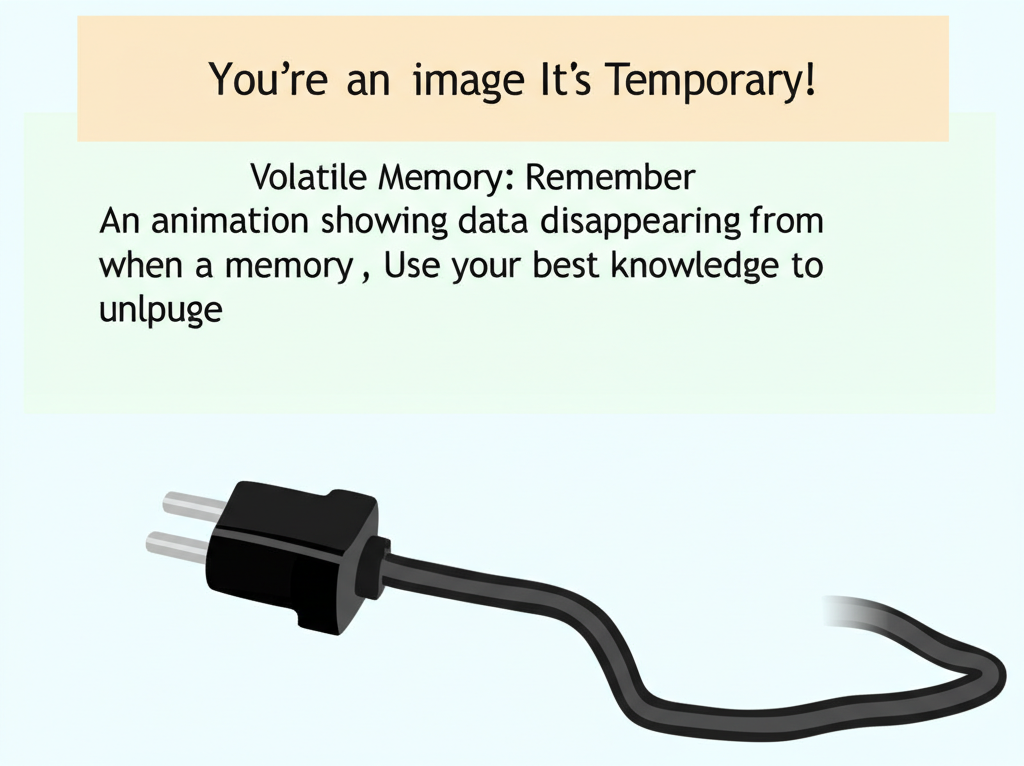 You're an image It's Temporary!
Volatile Memory: Remember
An animation showing data disappearing from
when a memory , Use your best knowledge to
unlpuge